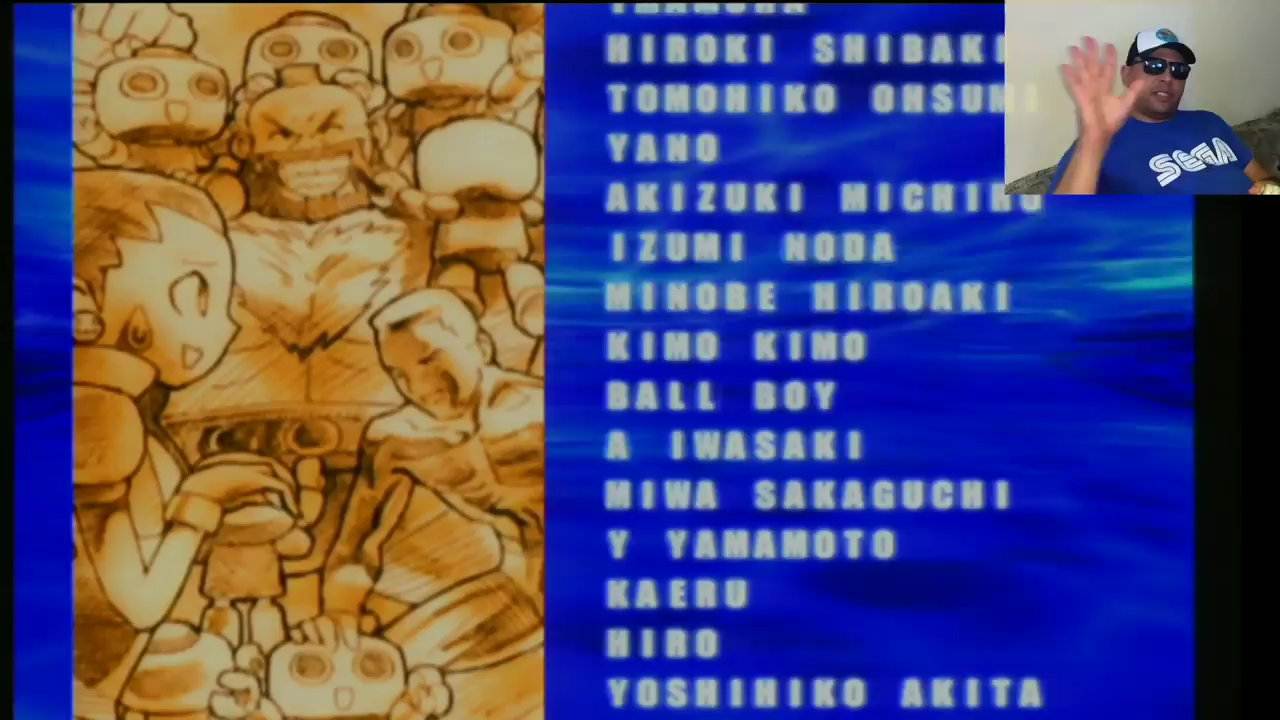 HIROKI SHIBAKI
TOMOHIKO OHSUMI
YANO
AKIZUKI MICHIRU
IZUMI NODA
MINOBE HIROAKI
KIMO KIMO
BALL BOY
A IWASAKI
MIWA SAKAGUCHI
Y YAMAMOTO
KAERU
HIRO
YOSHIHIKO AKITA
SEGA